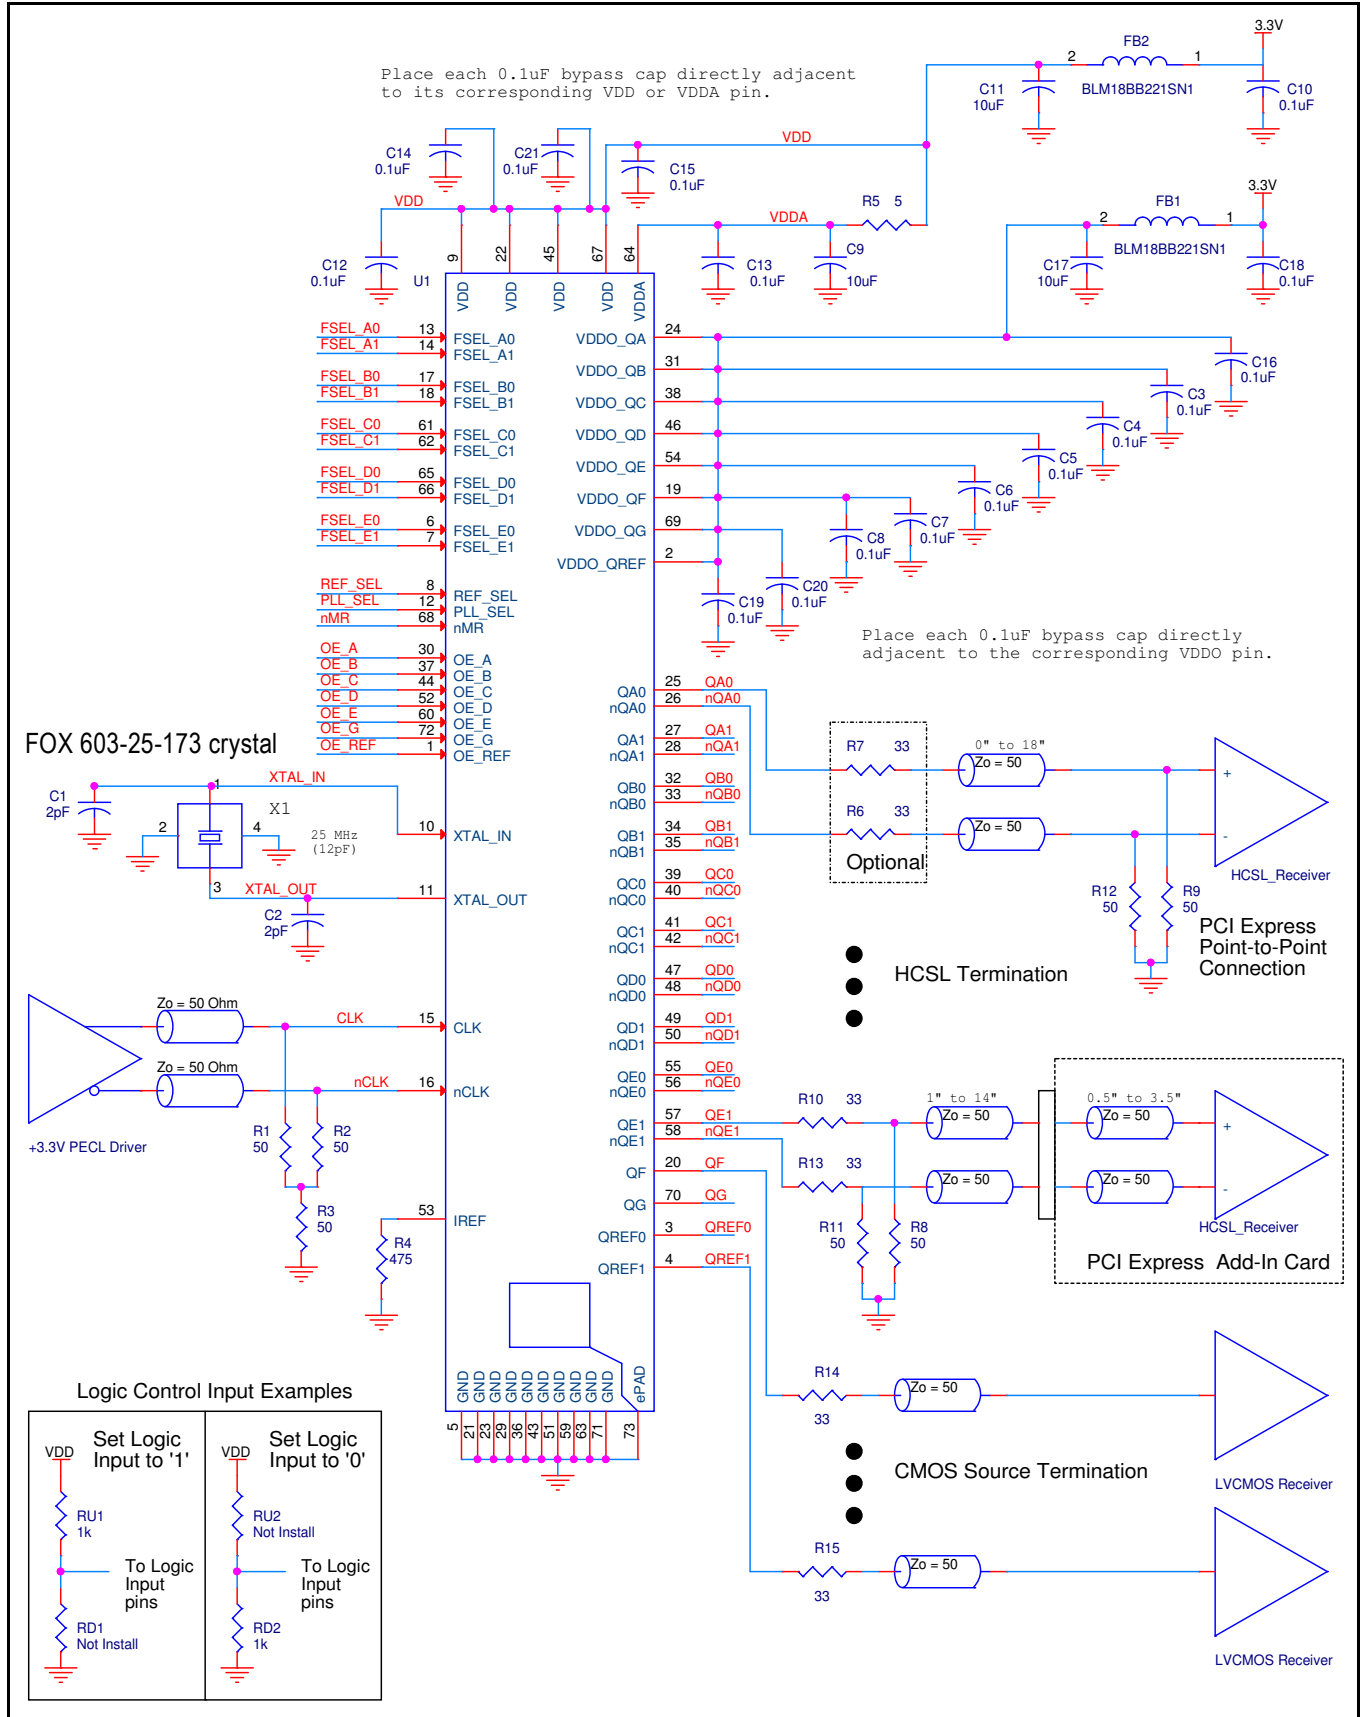 3.3V
FB2
2
1
Place each 0.1uF bypass cap directly adjacent
to its corresponding VDD or VDDA pin.
C11
10uF
BLM18BB221SN1
C10
0.1uF
VDD
C14
0.1uF
C21
0.1uF
C15
0.1uF
3.3V
VDD
R5 5
FB1
VDDA
2
1
BLM18BB221SN1
C12
0.1uF
U1
9
22
45
67
64
C13
0.1uF
C9
10uF
C17
10uF
C18
0.1uF
VDD
VDD
VDD
VDD
VDDA
FSEL_A0 13 FSEL_A0
FSEL_A1 14 FSEL_A1
FSEL_B0 17 FSEL_B0
FSEL_B1 18 FSEL_B1
FSEL_C0 61 FSEL_C0
FSEL_C1 62 FSEL_C1
FSEL_D0 65 FSEL_D0
FSEL_D1 66 FSEL_D1
FSEL_E0 6 FSEL_E0
FSEL_E1 7 FSEL_E1
REF_SEL 8 REF_SEL
PLL_SEL 12 PLL_SEL
nMR 68 nMR
OE_A 30 OE_A
OE_B 37 OE_B
OE_C 44 OE_C
OE_D 52 OE_D
OE_E 60 OE_E
OE_G 72 OE_G
OE_REF 1 OE_REF
VDDO_QA 24
VDDO_QB 31
VDDO_QC 38
VDDO_QD 46
VDDO_QE 54
VDDO_QF 19
VDDO_QG 69
VDDO_QREF 2
C16
0.1uF
C3
0.1uF
C4
0.1uF
C5
0.1uF
C6
0.1uF
C7
0.1uF
C8
0.1uF
C20
0.1uF
C19
0.1uF
Place each 0.1uF bypass cap directly
adjacent to the corresponding VDDO pin.
FOX 603-25-173 crystal
C1
2pF
XTAL_IN
1
X1
2
4
25 MHz
(12pF)
10 XTAL_IN
3
XTAL_OUT
11 XTAL_OUT
C2
2pF
QA0 25 QA0
nQA0 26 nQA0
QA1 27 QA1
nQA1 28 nQA1
QB0 32 QB0
nQB0 33 nQB0
QB1 34 QB1
nQB1 35 nQB1
QC0 39 QC0
nQC0 40 nQC0
QC1 41 QC1
nQC1 42 nQC1
QD0 47 QD0
nQD0 48 nQD0
QD1 49 QD1
nQD1 50 nQD1
QE0 55 QE0
nQE0 56 nQE0
QE1 57 QE1
nQE1 58 nQE1
QF 20 QF
QG 70 QG
QREF0 3 QREF0
QREF1 4 QREF1
R7 33
R6 33
Optional
0" to 18"
Zo = 50
Zo = 50
+
-
HCSL_Receiver
R12
50
R9
50
PCI Express
Point-to-Point
Connection
HCSL Termination
Zo = 50 Ohm
CLK 15 CLK
Zo = 50 Ohm
nCLK 16 nCLK
+3.3V PECL Driver
R1
50
R2
50
R3
50
53 IREF
R4
475
R10 33
R13 33
R11
50
R8
50
1" to 14"
Zo = 50
Zo = 50
0.5" to 3.5"
Zo = 50
Zo = 50
+
-
HCSL_Receiver
PCI Express Add-In Card
GND
GND
GND
GND
GND
GND
GND
GND
GND
GND
ePAD
5
21
23
29
36
43
51
59
63
71
73
R14
33
Zo = 50
LVCMOS Receiver
CMOS Source Termination
R15
33
Zo = 50
LVCMOS Receiver
Logic Control Input Examples
VDD
Set Logic
Input to '1'
RU1
1k
To Logic
Input
pins
RD1
Not Install
VDD
Set Logic
Input to '0'
RU2
Not Install
To Logic
Input
pins
RD2
1k